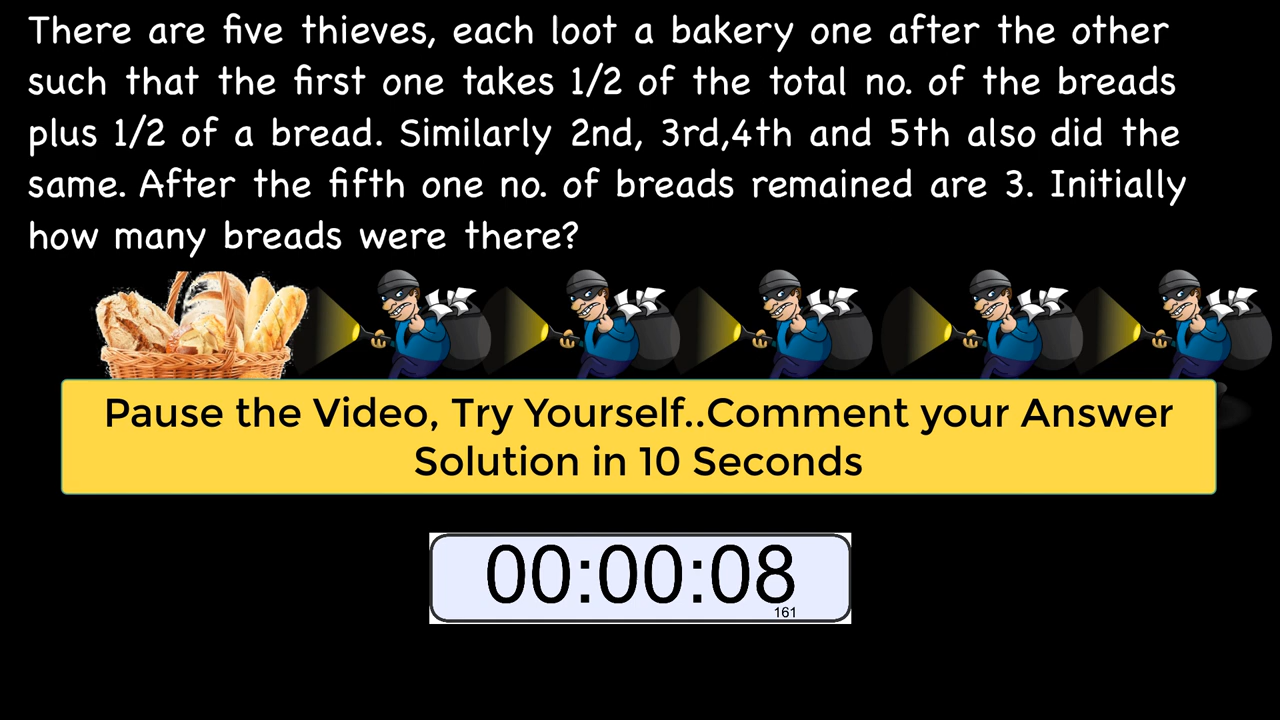 There are five thieves, each loot a bakery one after the other
such that the first one takes 1/2 of the total no. of the breads
plus 1/2 of a bread. Similarly 2nd, 3rd,4th and 5th also did the
same. After the fifth one no. of breads remained are 3. Initially
how many breads were there?
Pause the Video, Try Yourself..Comment your Answer
Solution in 10 Seconds
00:00:08
161